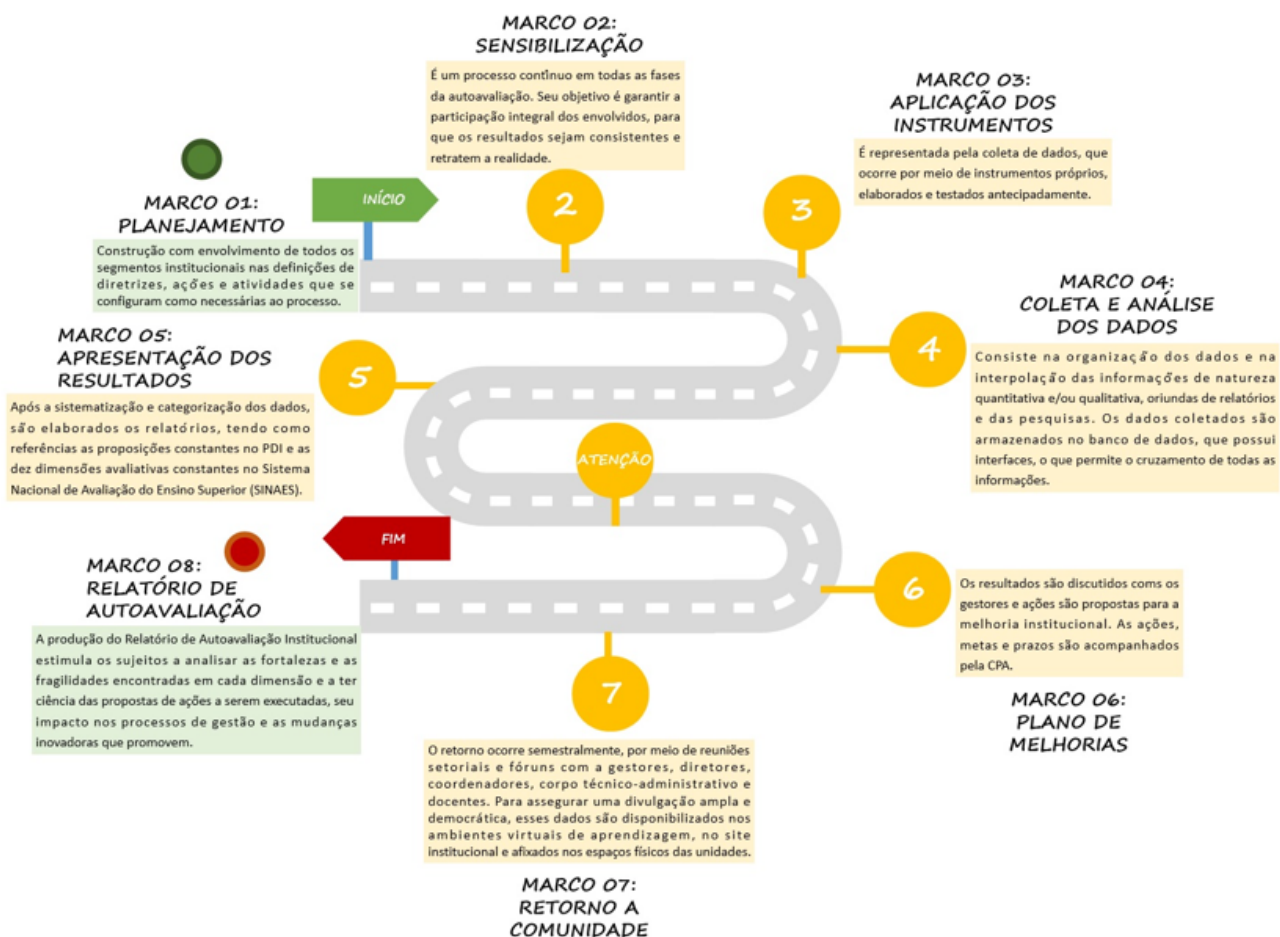 MARCO 01:
PLANEJAMENTO
Construção com envolvimento de todos os
segmentos institucionais nas definições de
diretrizes, ações e atividades que se
configuram como necessárias ao processo.
INÍCIO
MARCO 02:
SENSIBILIZAÇÃO
É um processo contínuo em todas as fases
da autoavaliação. Seu objetivo é garantir a
participação integral dos envolvidos, para
que os resultados sejam consistentes e
retratem a realidade.
2
MARCO 03:
APLICAÇÃO DOS
INSTRUMENTOS
É representada pela coleta de dados, que
ocorre por meio de instrumentos próprios,
elaborados e testados antecipadamente.
3
MARCO 04:
COLETA E ANÁLISE
DOS DADOS
Consiste na organização dos dados e na
interpolação das informações de natureza
quantitativa e/ou qualitativa, oriundas de relatórios
e das pesquisas. Os dados coletados são
armazenados no banco de dados, que possui
interfaces, o que permite o cruzamento de todas as
informações.
4
MARCO 05:
APRESENTAÇÃO DOS
RESULTADOS
Após a sistematização e categorização dos dados,
são elaborados os relatórios, tendo como
referências as proposições constantes no PDI e as
dez dimensões avaliativas constantes no Sistema
Nacional de Avaliação do Ensino Superior (SINAES).
5
ATENÇÃO
6
Os resultados são discutidos coms os
gestores e ações são propostas para a
melhoria institucional. As ações,
metas e prazos são acompanhados
pela CPA.
MARCO 06:
PLANO DE
MELHORIAS
7
O retorno ocorre semestralmente, por meio de reuniões
setoriais e fóruns com a gestores, diretores,
coordenadores, corpo técnico-administrativo e
docentes. Para assegurar uma divulgação ampla e
democrática, esses dados são disponibilizados nos
ambientes virtuais de aprendizagem, no site
institucional e afixados nos espaços físicos das unidades.
MARCO 07:
RETORNO A
COMUNIDADE
FIM
MARCO 08:
RELATÓRIO DE
AUTOAVALIAÇÃO
A produção do Relatório de Autoavaliação Institucional
estimula os sujeitos a analisar as fortalezas e as
fragilidades encontradas em cada dimensão e a ter
ciência das propostas de ações a serem executadas, seu
impacto nos processos de gestão e as mudanças
inovadoras que promovem.